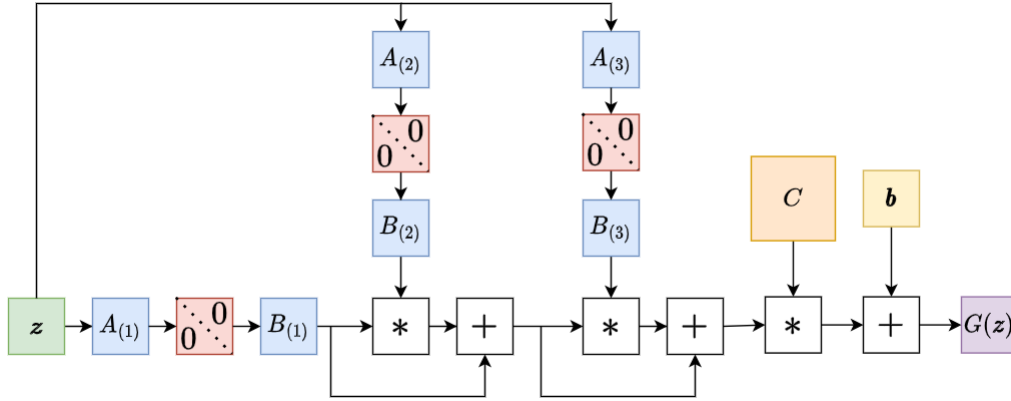 A(2)
A(3)
0
0
0
0
B(2)
B(3)
C
b
z
A(1)
0
0
B(1)
*
+
*
+
*
+
G(z)